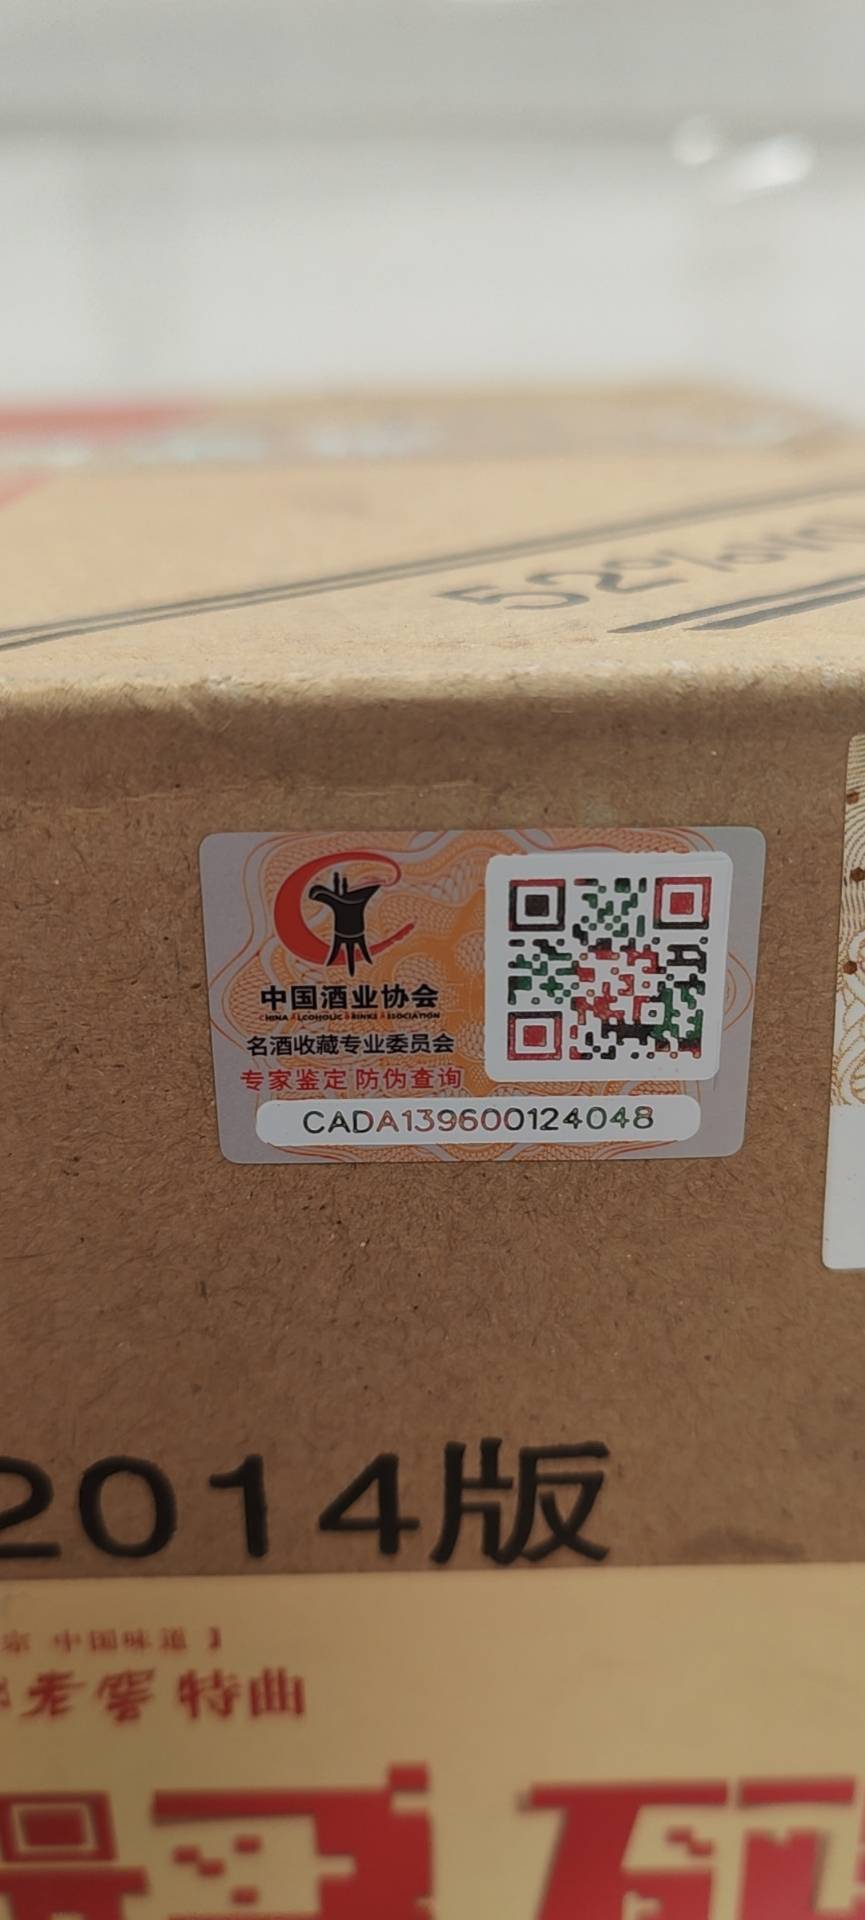 52%vol
中国酒业协会
CHINA ALCOHOLIC DRINKS ASSOCIATION
名酒收藏专业委员会
专家鉴定 防伪查询
CADA139600124048
2014版
中国味道】
老窖 特曲